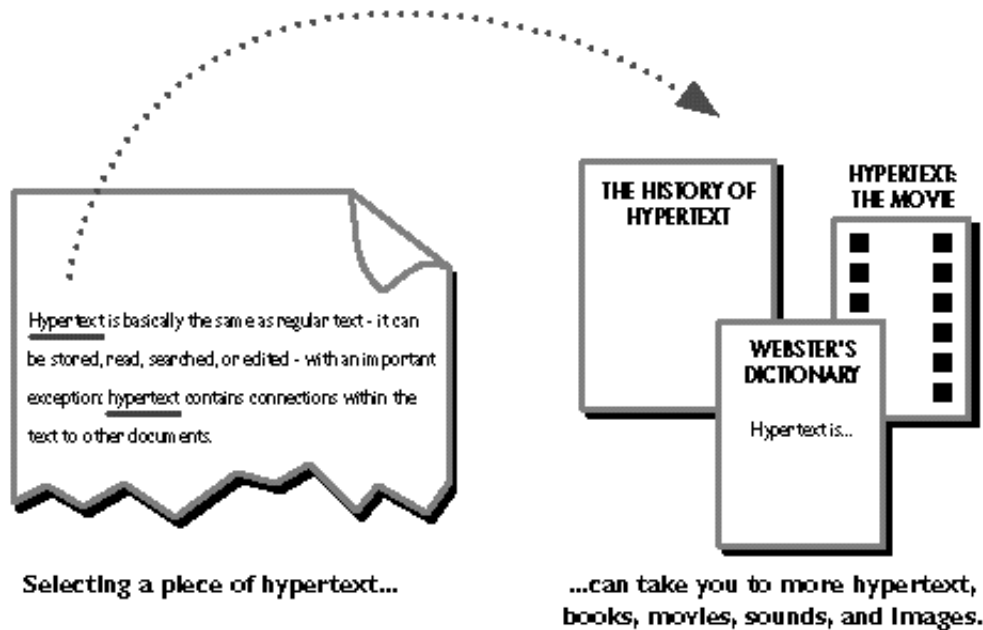 Hypertext is basically the same as regular text - it can
be stored, read, searched, or edited - with an important
exception: hypertext contains connections within the
text to other documents.
Selecting a piece of hypertext...
THE HISTORY OF
HYPERTEXT
HYPERTEXT:
THE MOVIE
WEBSTER'S
DICTIONARY
Hypertext is...
...can take you to more hypertext,
books, movies, sounds, and images.